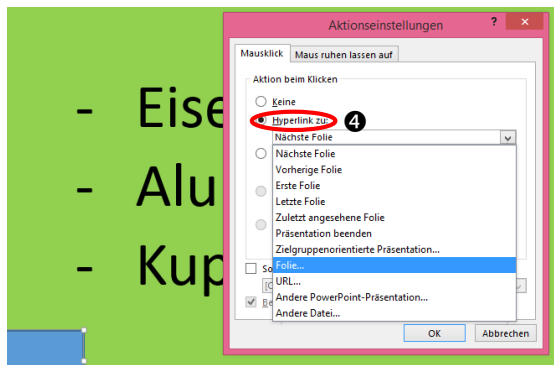 Aktionseinstellungen ? ×
Mausklick Maus ruhen lassen auf
Aktion beim Klicken
Keine
Hyperlink zu: 4
Nächste Folie
Nächste Folie
Vorherige Folie
Erste Folie
Letzte Folie
Zuletzt angesehene Folie
Präsentation beenden
Zielgruppenorientierte Präsentation...
Folie...
URL...
Andere PowerPoint-Präsentation...
Andere Datei...
So
[O
Be
OK Abbrechen
- Eise
- Alu
- Kup